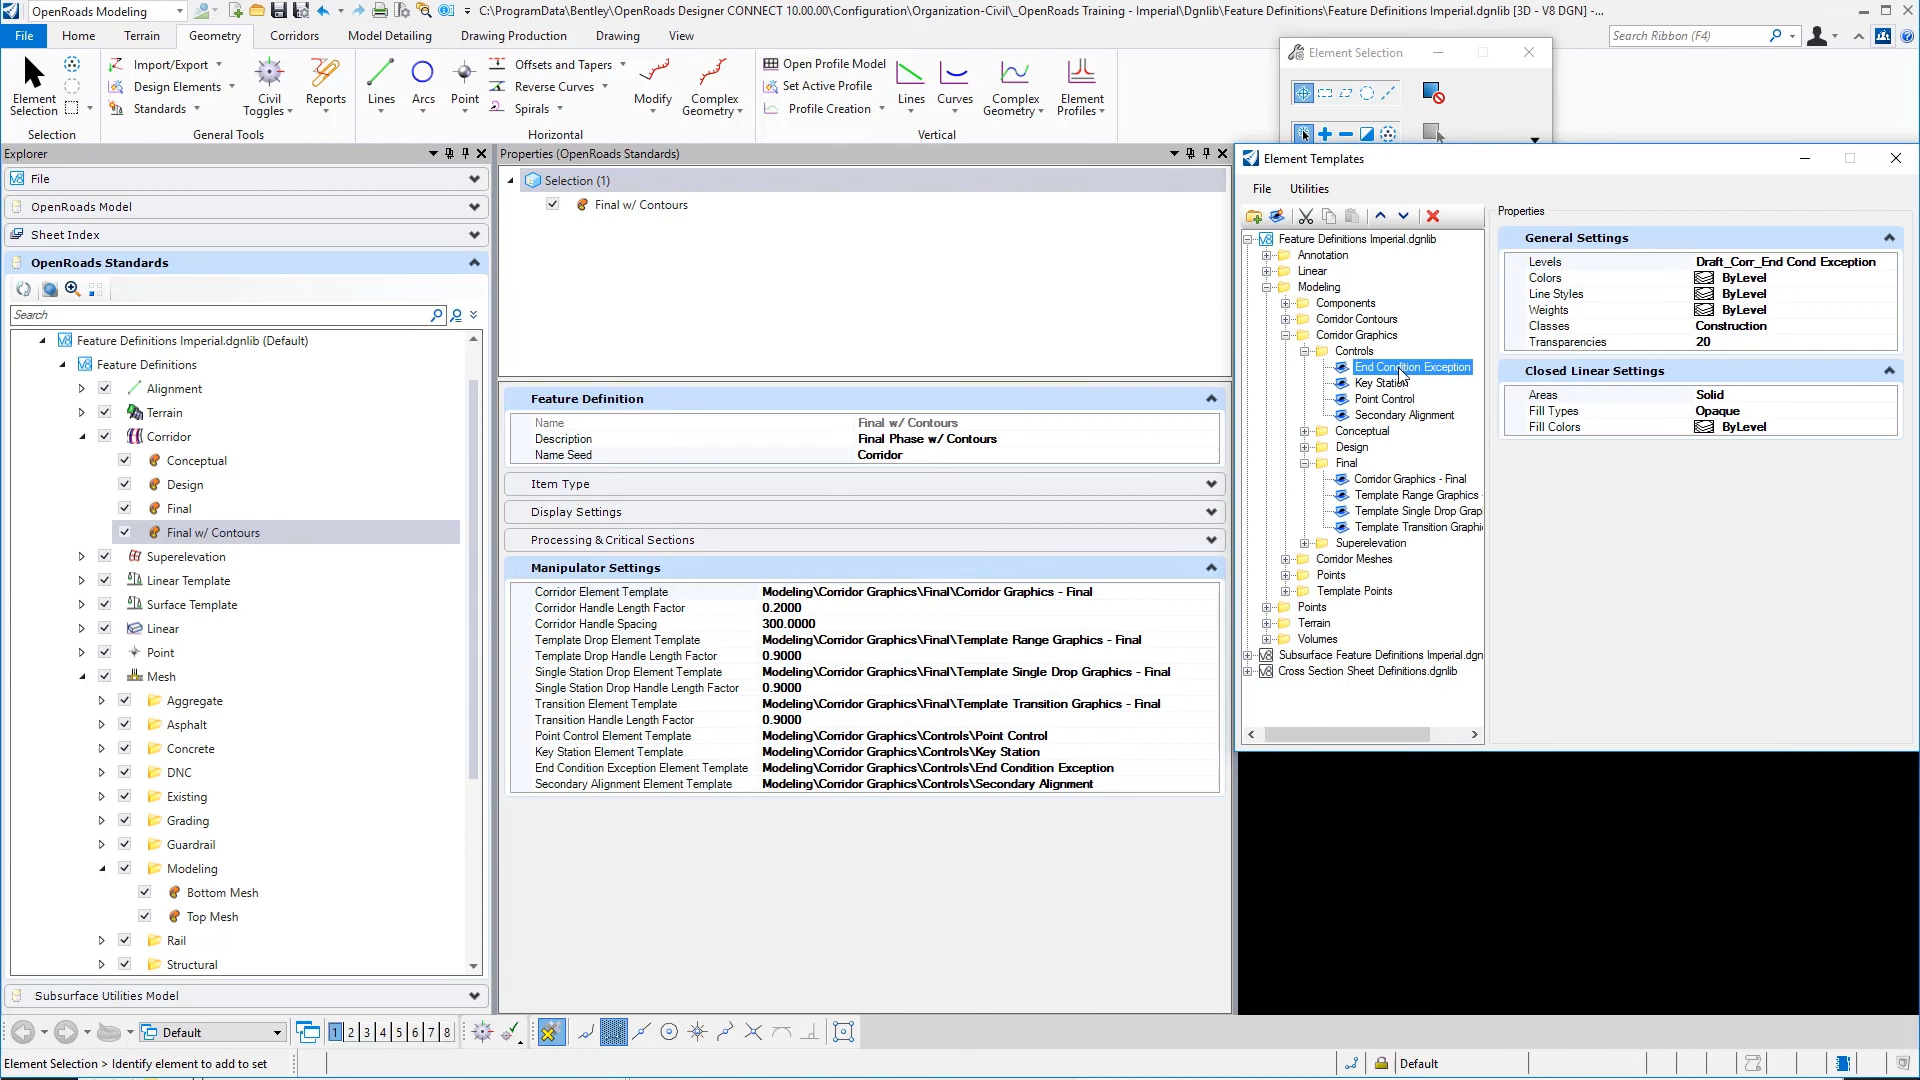 OpenRoads Modeling
C:\ProgramData\Bentley\OpenRoads Designer CONNECT 10.00.00\Configuration\Organization-Civil\_OpenRoads Training - Imperial\Dgnlib\Feature Definitions\Feature Definitions Imperial.dgnlib [3D - V8 DGN] -...
File Home Terrain Geometry Corridors Model Detailing Drawing Production Drawing View
Search Ribbon (F4)
Element Selection
Selection
Import/Export
Design Elements
Standards
Civil Toggles
Reports
General Tools
Lines
Arcs
Point
Offsets and Tapers
Reverse Curves
Spirals
Modify
Complex Geometry
Horizontal
Open Profile Model
Set Active Profile
Profile Creation
Lines
Curves
Complex Geometry
Element Profiles
Vertical
Element Selection
Explorer
File
OpenRoads Model
Sheet Index
OpenRoads Standards
Search
Feature Definitions Imperial.dgnlib (Default)
Feature Definitions
Alignment
Terrain
Corridor
Conceptual
Design
Final
Final w/ Contours
Superelevation
Linear Template
Surface Template
Linear
Point
Mesh
Aggregate
Asphalt
Concrete
DNC
Existing
Grading
Guardrail
Modeling
Bottom Mesh
Top Mesh
Rail
Structural
Subsurface Utilities Model
Properties (OpenRoads Standards)
Selection (1)
Final w/ Contours
Feature Definition
Name Final w/ Contours
Description Final Phase w/ Contours
Name Seed Corridor
Item Type
Display Settings
Processing & Critical Sections
Manipulator Settings
Corridor Element Template Modeling\Corridor Graphics\Final\Corridor Graphics - Final
Corridor Handle Length Factor 0.2000
Corridor Handle Spacing 300.0000
Template Drop Element Template Modeling\Corridor Graphics\Final\Template Range Graphics - Final
Template Drop Handle Length Factor 0.9000
Single Station Drop Element Template Modeling\Corridor Graphics\Final\Template Single Drop Graphics - Final
Single Station Drop Handle Length Factor 0.9000
Transition Element Template Modeling\Corridor Graphics\Final\Template Transition Graphics - Final
Transition Handle Length Factor 0.9000
Point Control Element Template Modeling\Corridor Graphics\Controls\Point Control
Key Station Element Template Modeling\Corridor Graphics\Controls\Key Station
End Condition Exception Element Template Modeling\Corridor Graphics\Controls\End Condition Exception
Secondary Alignment Element Template Modeling\Corridor Graphics\Controls\Secondary Alignment
Element Templates
File Utilities
Feature Definitions Imperial.dgnlib
Annotation
Linear
Modeling
Components
Corridor Contours
Corridor Graphics
Controls
End Condition Exception
Key Station
Point Control
Secondary Alignment
Conceptual
Design
Final
Corridor Graphics - Final
Template Range Graphics -
Template Single Drop Grap
Template Transition Graphi
Superelevation
Corridor Meshes
Points
Template Points
Points
Terrain
Volumes
Subsurface Feature Definitions Imperial.dgn
Cross Section Sheet Definitions.dgnlib
Properties
General Settings
Levels Draft_Corr_End Cond Exception
Colors ByLevel
Line Styles ByLevel
Weights ByLevel
Classes Construction
Transparencies 20
Closed Linear Settings
Areas Solid
Fill Types Opaque
Fill Colors ByLevel
Default
1 2 3 4 5 6 7 8
Element Selection > Identify element to add to set
Default